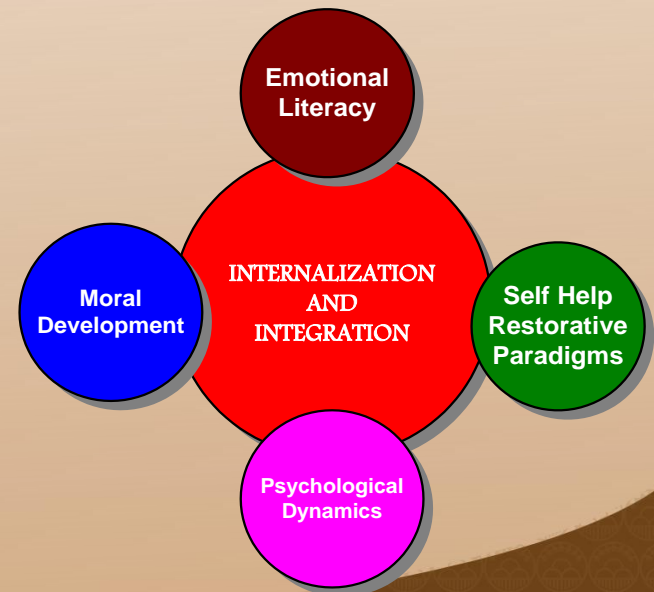 Emotional
Literacy
INTERNALIZATION
AND
INTEGRATION
Moral
Development
Self Help
Restorative
Paradigms
Psychological
Dynamics